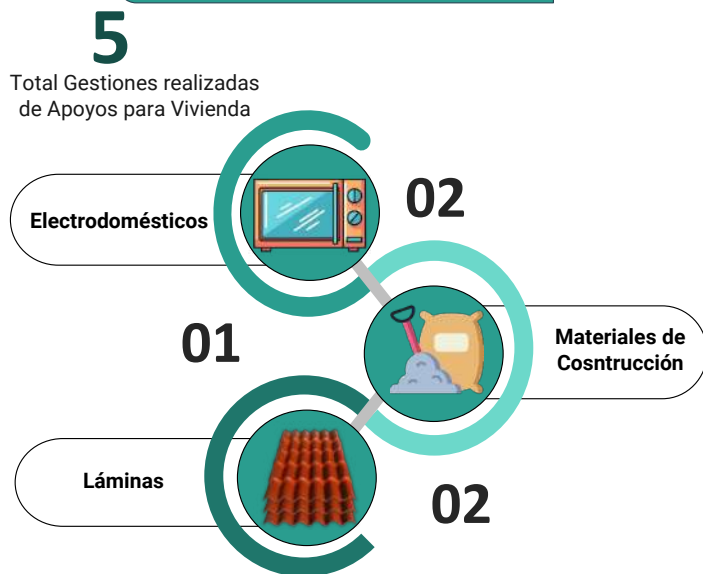 5
Total Gestiones realizadas
de Apoyos para Vivienda
Electrodomésticos
02
01
Materiales de
Cosntrucción
Láminas
02